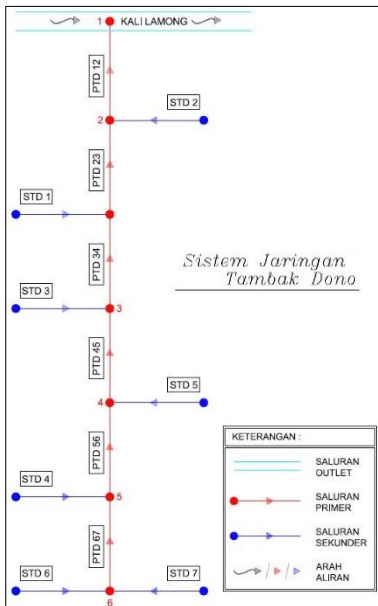 1 KALI LAMONG
PTD 12
STD 2
2
PTD 23
STD 1
PTD 34
Sistem Jaringan
Tambak Dono
STD 3
3
PTD 45
STD 5
4
PTD 56
STD 4
5
PTD 67
STD 6
STD 7
6
KETERANGAN :
SALURAN
OUTLET
SALURAN
PRIMER
SALURAN
SEKUNDER
ARAH
ALIRAN